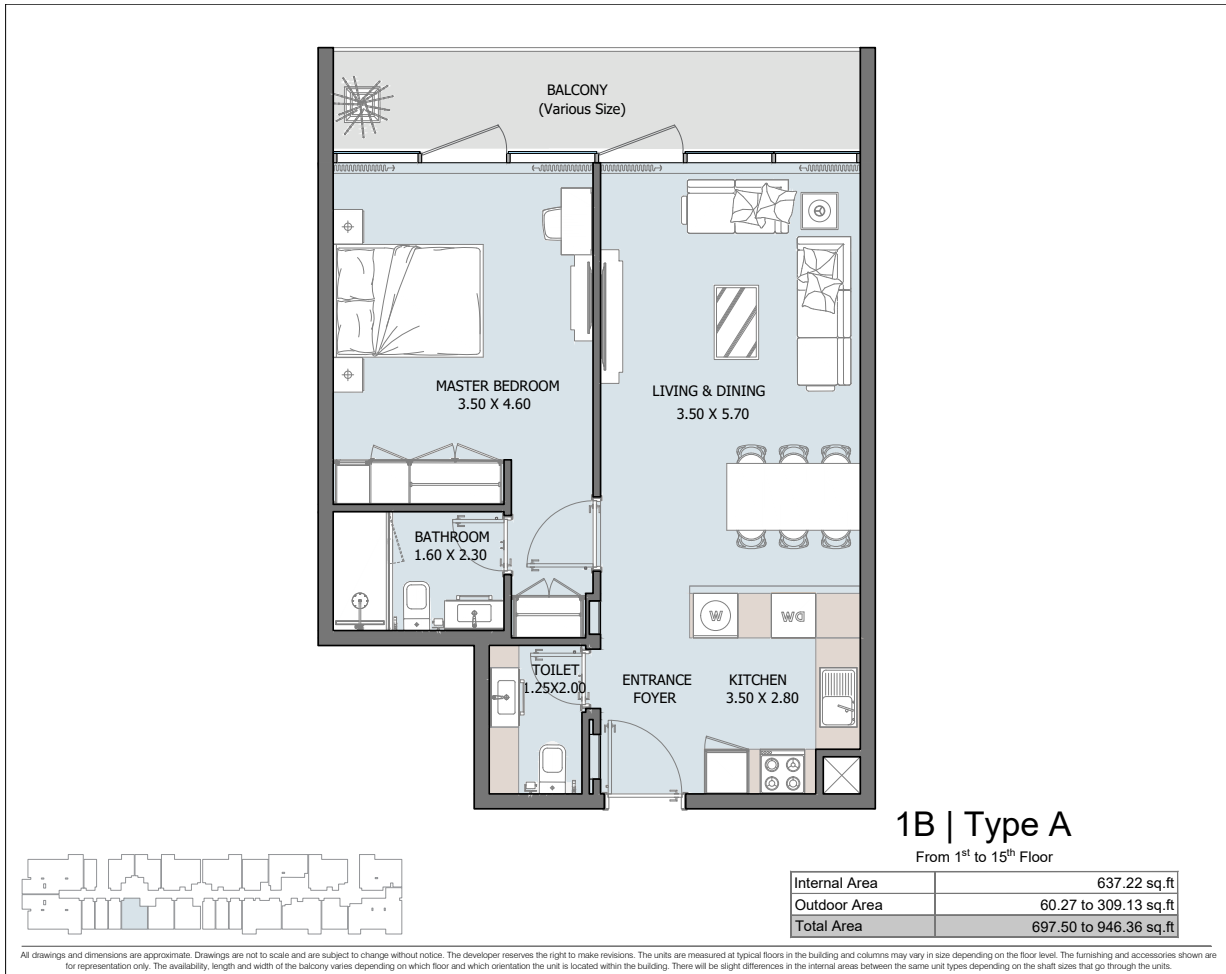 BALCONY
(Various Size)
MASTER BEDROOM
3.50 X 4.60
LIVING & DINING
3.50 X 5.70
BATHROOM
1.60 X 2.30
W
DW
TOILET
1.25X2.00
ENTRANCE
FOYER
KITCHEN
3.50 X 2.80
1B | Type A
From 1st to 15th Floor
Internal Area 637.22 sq.ft
Outdoor Area 60.27 to 309.13 sq.ft
Total Area 697.50 to 946.36 sq.ft
All drawings and dimensions are approximate. Drawings are not to scale and are subject to change without notice. The developer reserves the right to make revisions. The units are measured at typical floors in the building and columns may vary in size depending on the floor level. The furnishing and accessories shown are
for representation only. The availability, length and width of the balcony varies depending on which floor and which orientation the unit is located within the building. There will be slight differences in the internal areas between the same unit types depending on the shaft sizes that go through the units.